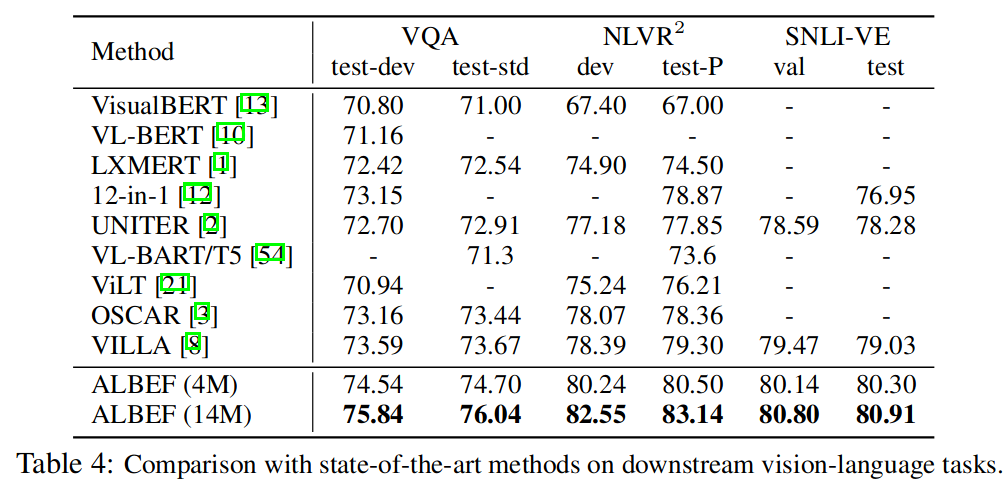 Method VQA NLVR² SNLI-VE
test-dev test-std dev test-P val test
VisualBERT [13] 70.80 71.00 67.40 67.00 - -
VL-BERT [10] 71.16 - - - - -
LXMERT [1] 72.42 72.54 74.90 74.50 - -
12-in-1 [12] 73.15 - - 78.87 - 76.95
UNITER [2] 72.70 72.91 77.18 77.85 78.59 78.28
VL-BART/T5 [54] - 71.3 - 73.6 - -
ViLT [21] 70.94 - 75.24 76.21 - -
OSCAR [3] 73.16 73.44 78.07 78.36 - -
VILLA [8] 73.59 73.67 78.39 79.30 79.47 79.03
ALBEF (4M) 74.54 74.70 80.24 80.50 80.14 80.30
ALBEF (14M) 75.84 76.04 82.55 83.14 80.80 80.91
Table 4: Comparison with state-of-the-art methods on downstream vision-language tasks.